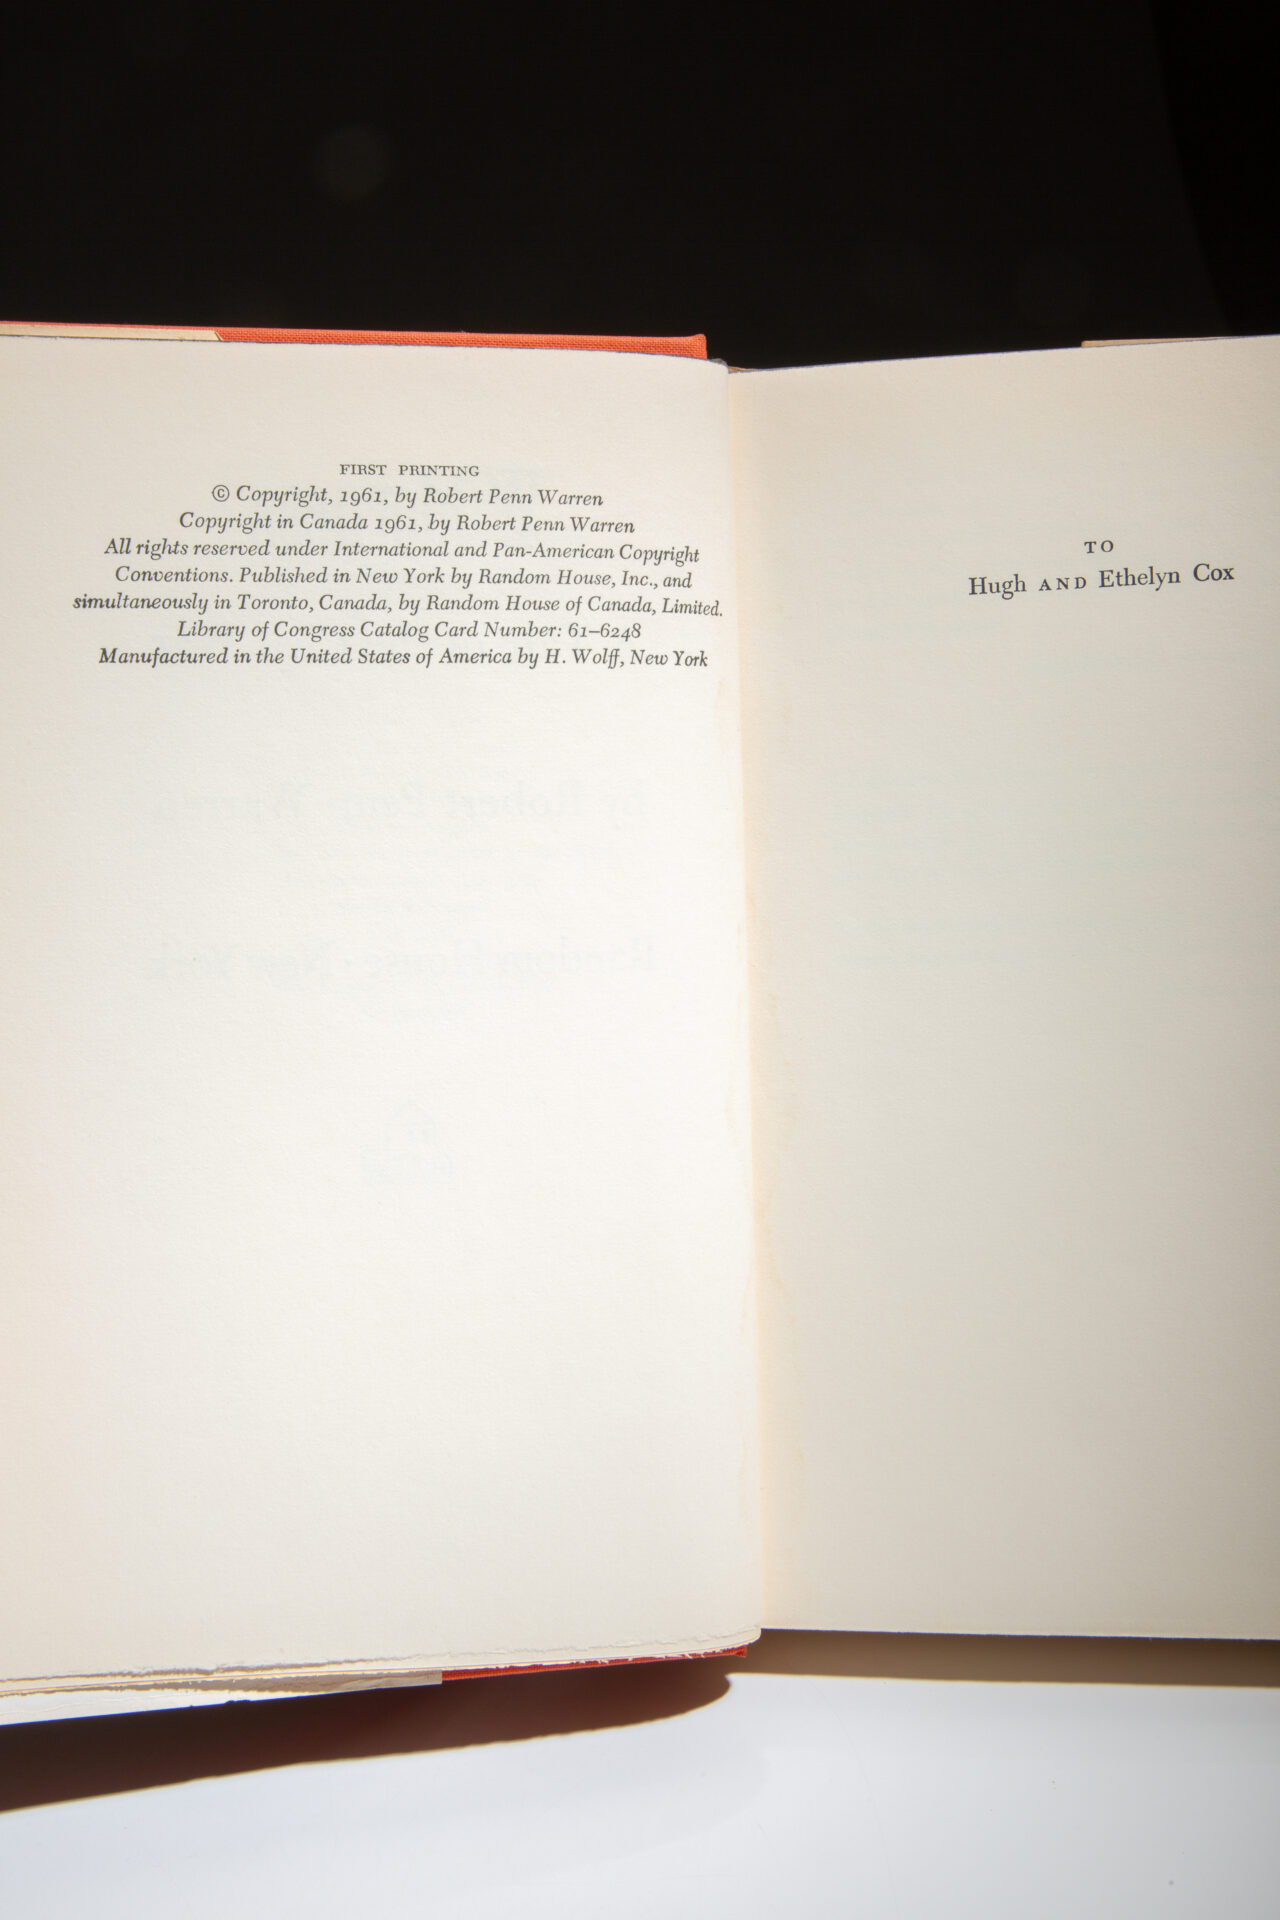 FIRST PRINTING
© Copyright, 1961, by Robert Penn Warren
Copyright in Canada 1961, by Robert Penn Warren
All rights reserved under International and Pan-American Copyright
Conventions. Published in New York by Random House, Inc., and
simultaneously in Toronto, Canada, by Random House of Canada, Limited.
Library of Congress Catalog Card Number: 61–6248
Manufactured in the United States of America by H. Wolff, New York
TO
Hugh AND Ethelyn Cox